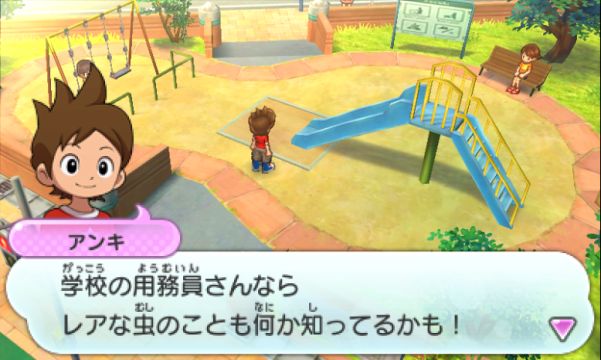 アンキ
学校の用務員さんなら
レアな虫のことも何か知ってるかも！